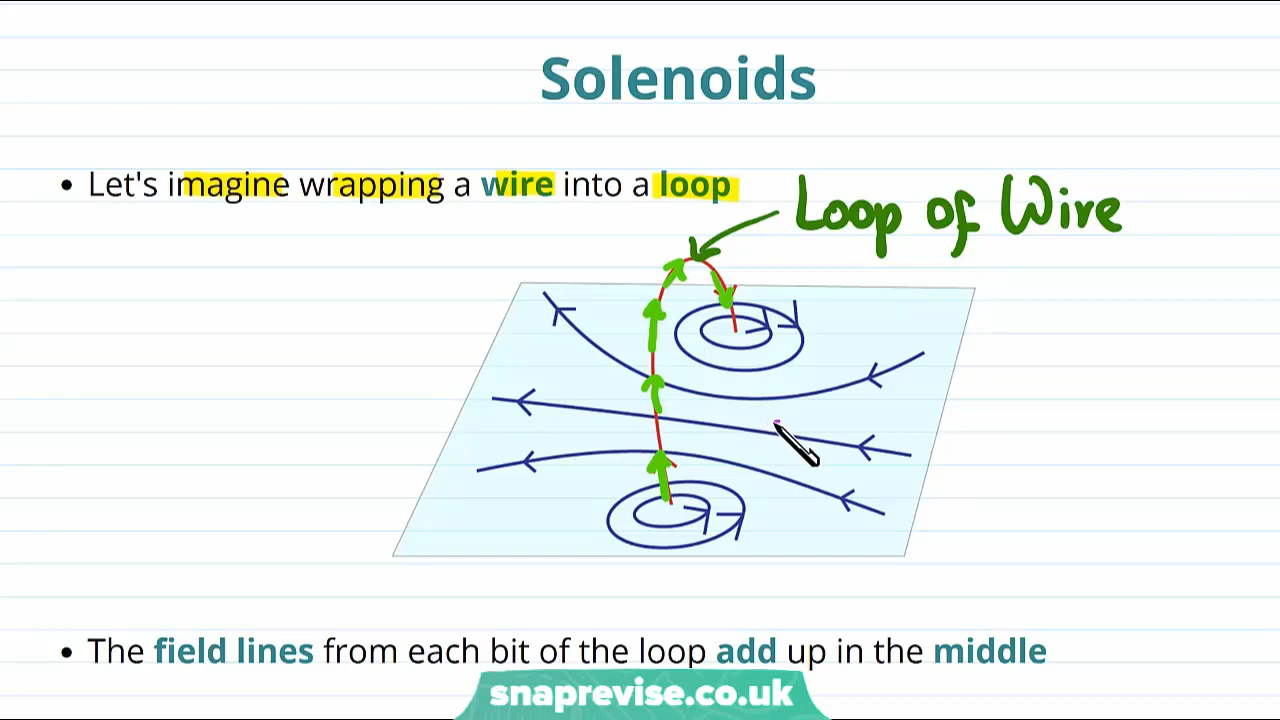 Solenoids
• Let's imagine wrapping a wire into a loop
Loop of Wire
• The field lines from each bit of the loop add up in the middle
snaprevise.co.uk